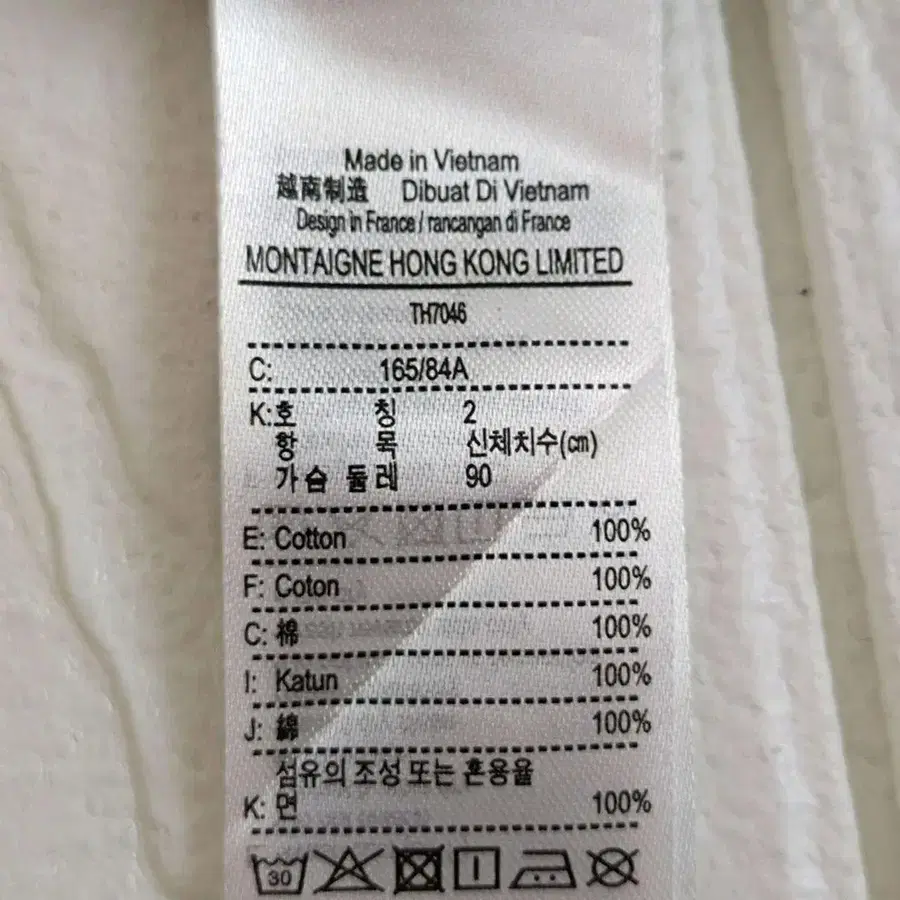 Made in Vietnam
越南制造 Dibuat Di Vietnam
Design in France / rancangan di France
MONTAIGNE HONG KONG LIMITED
TH7046
C: 165/84A
K:호 칭 2
항 목 신체치수(㎝)
가슴 둘레 90
E: Cotton 100%
F: Coton 100%
C: 棉 100%
I: Katun 100%
J: 綿 100%
섬유의 조성 또는 혼용율
K: 면 100%
30